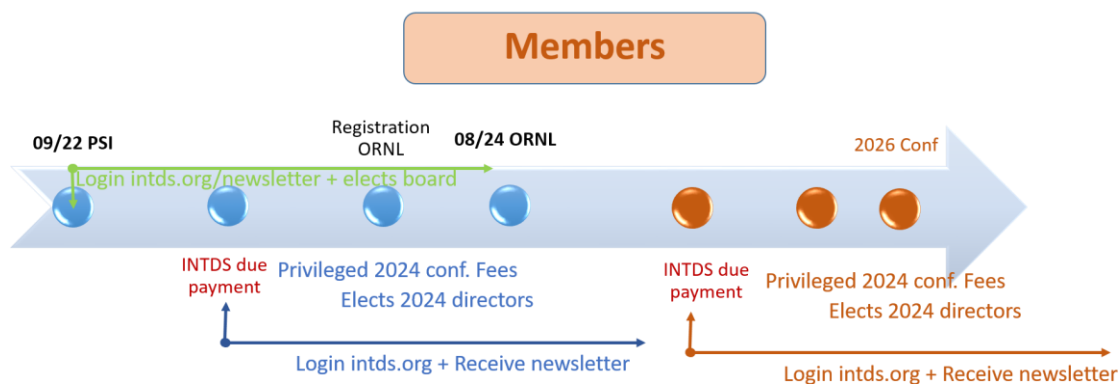 Members
09/22 PSI
Registration
ORNL
08/24 ORNL
2026 Conf
Login intds.org/newsletter + elects board
INTDS due
payment
Privileged 2024 conf. Fees
Elects 2024 directors
Login intds.org + Receive newsletter
INTDS due
payment
Privileged 2024 conf. Fees
Elects 2024 directors
Login intds.org + Receive newsletter